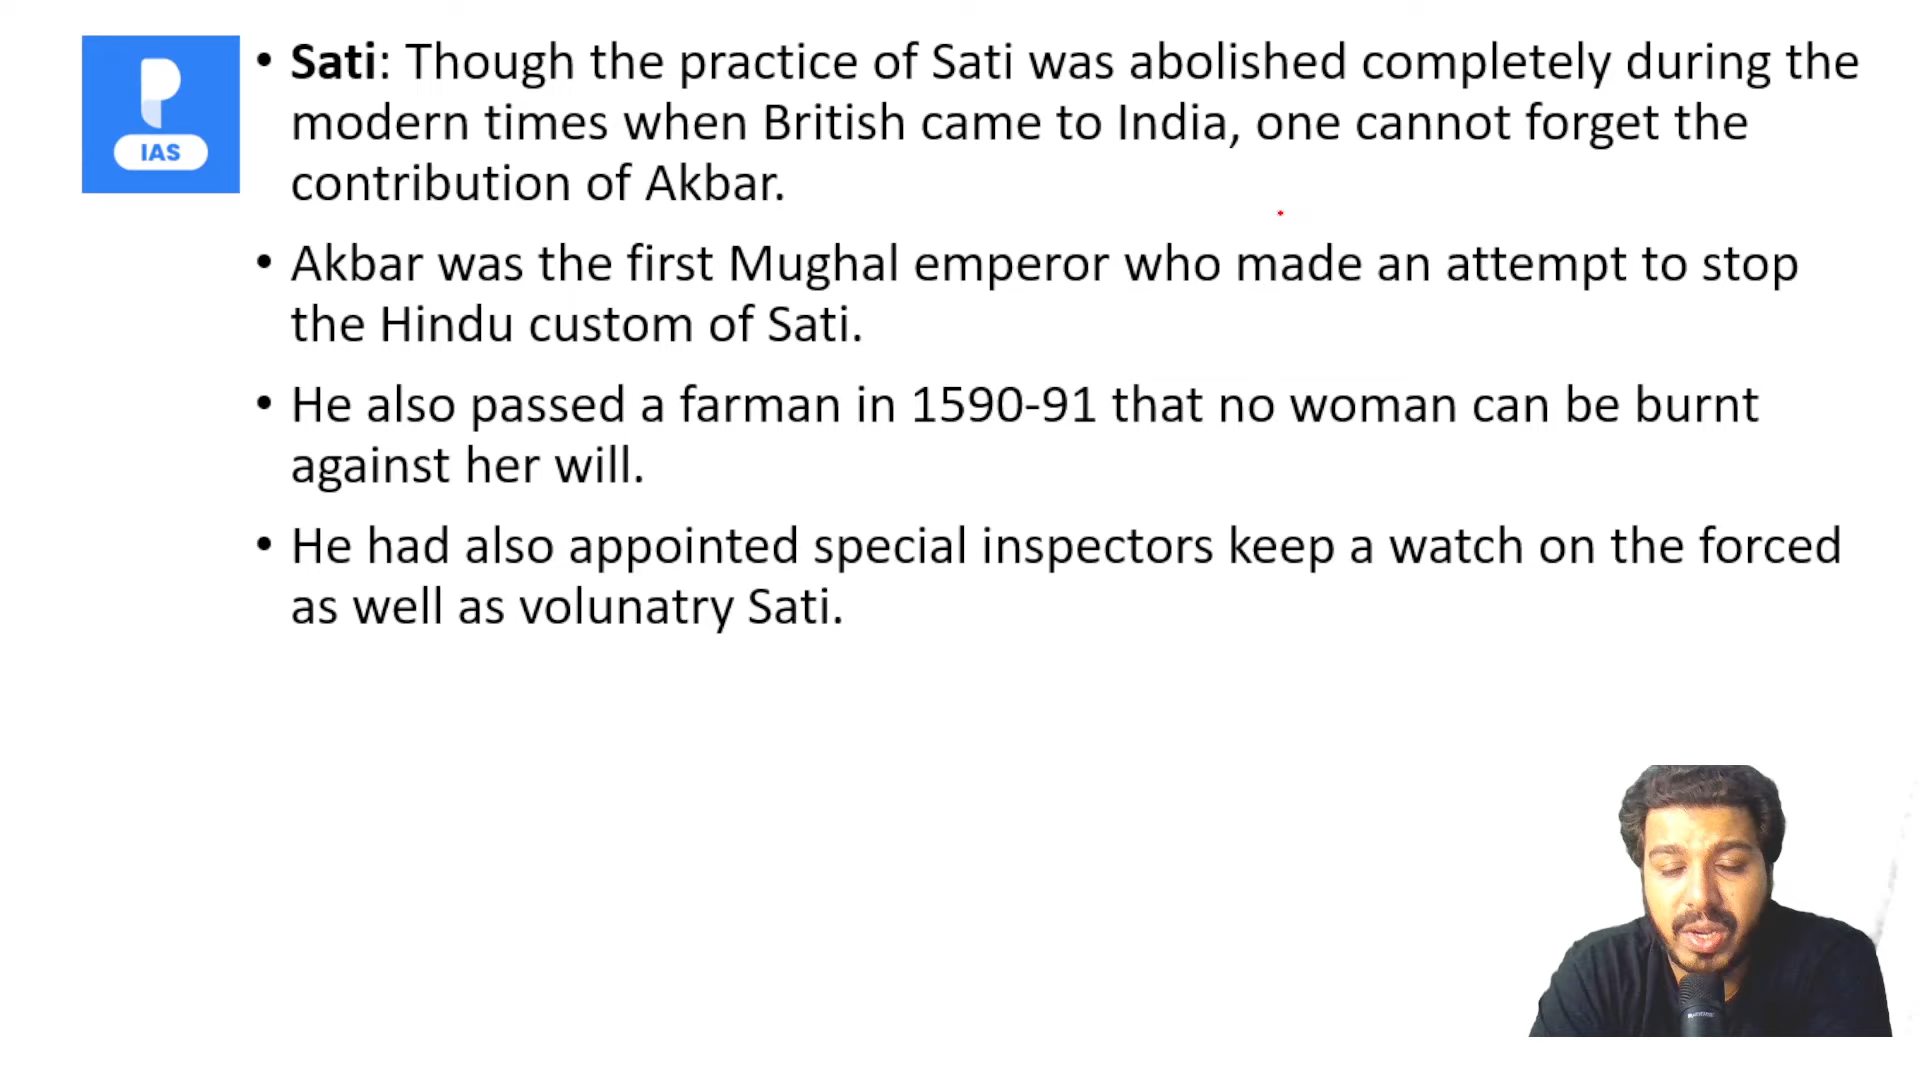 • Sati: Though the practice of Sati was abolished completely during the
modern times when British came to India, one cannot forget the
contribution of Akbar.
• Akbar was the first Mughal emperor who made an attempt to stop
the Hindu custom of Sati.
• He also passed a farman in 1590-91 that no woman can be burnt
against her will.
• He had also appointed special inspectors keep a watch on the forced
as well as volunatry Sati.
P
IAS